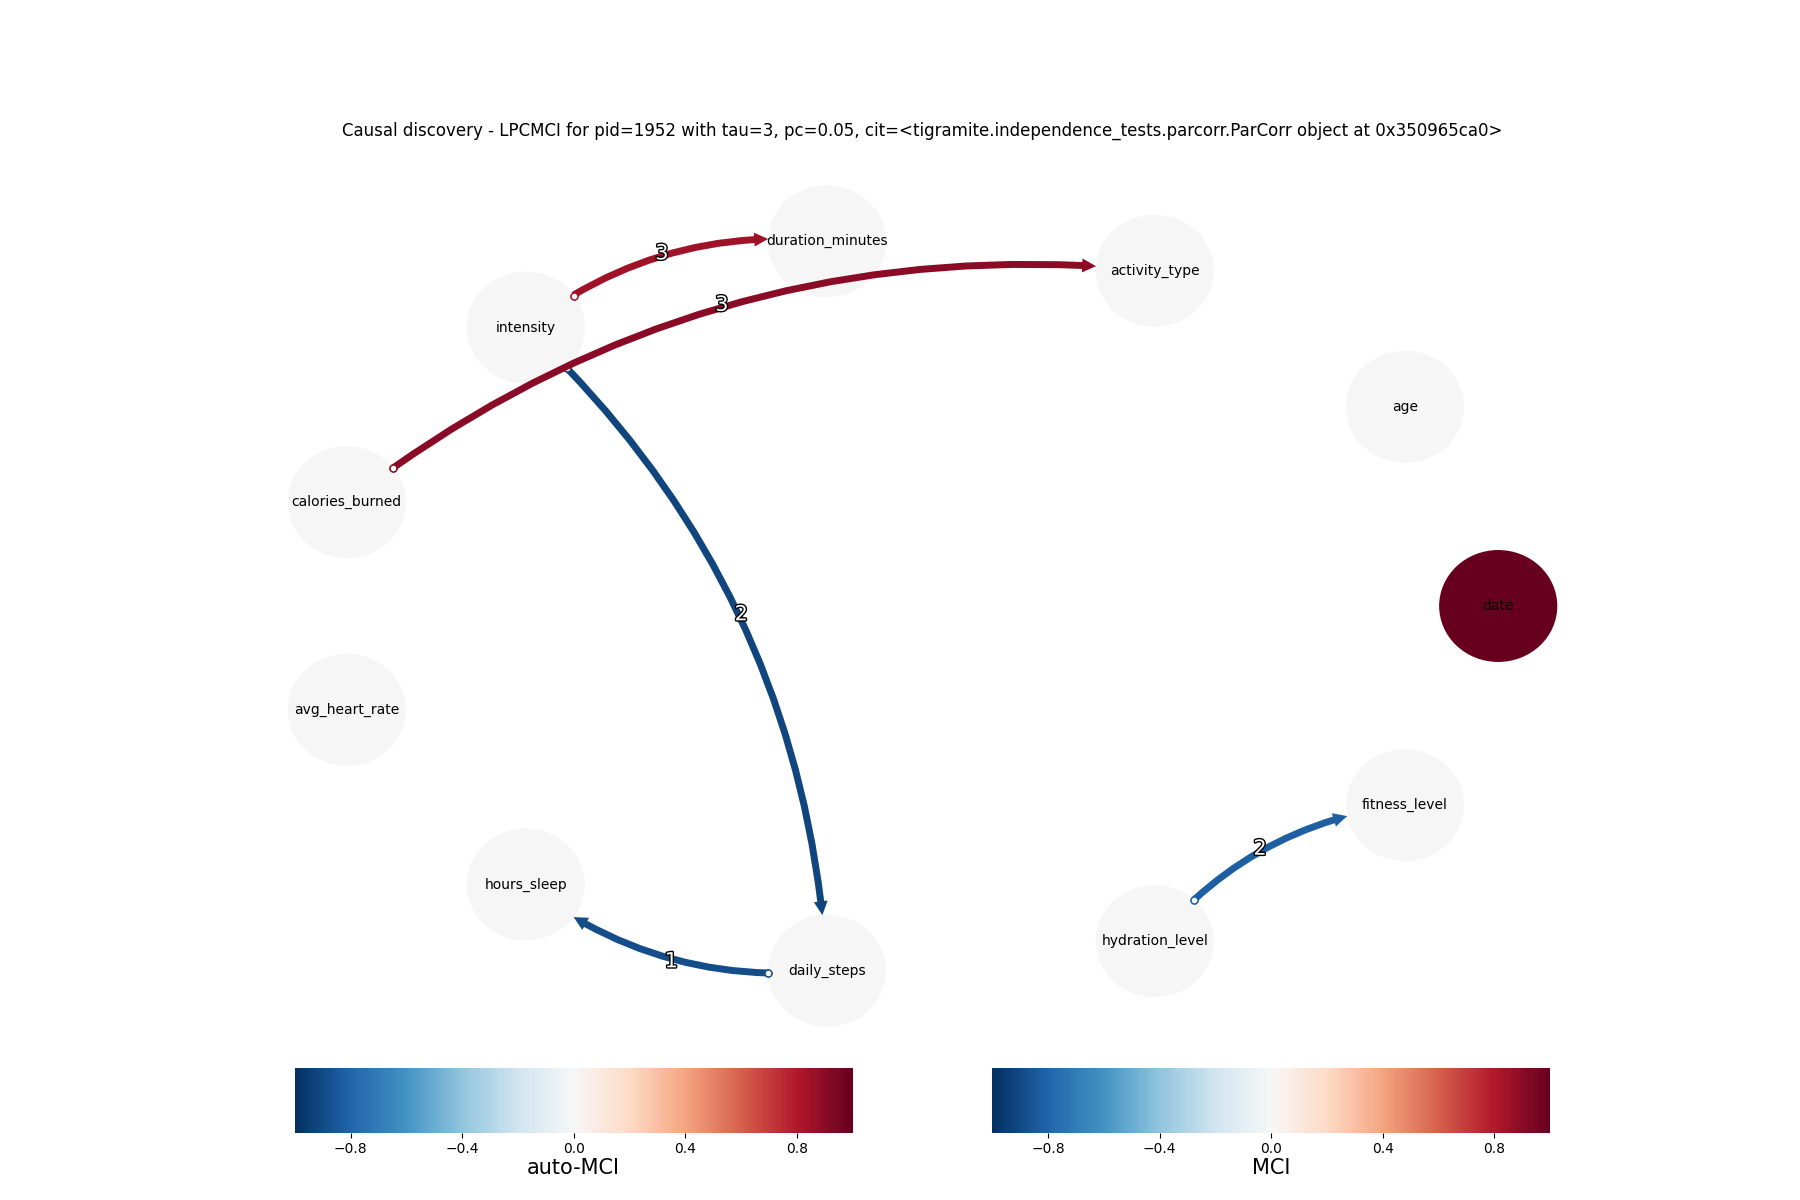 Causal discovery - LPCMCI for pid=1952 with tau=3, pc=0.05, cit=<tigramite.independence_tests.parcorr.ParCorr object at 0x350965ca0>
duration_minutes
3
activity_type
3
intensity
age
calories_burned
date
2
avg_heart_rate
fitness_level
2
hours_sleep
hydration_level
1
daily_steps
−0.8 −0.4 0.0 0.4 0.8
auto-MCI
−0.8 −0.4 0.0 0.4 0.8
MCI